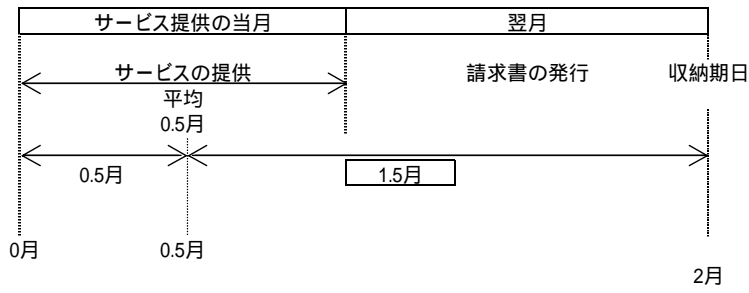 サービス提供の当月 翌月
サービスの提供 請求書の発行 収納期日
平均
0.5月
0.5月 1.5月
0月 0.5月
2月